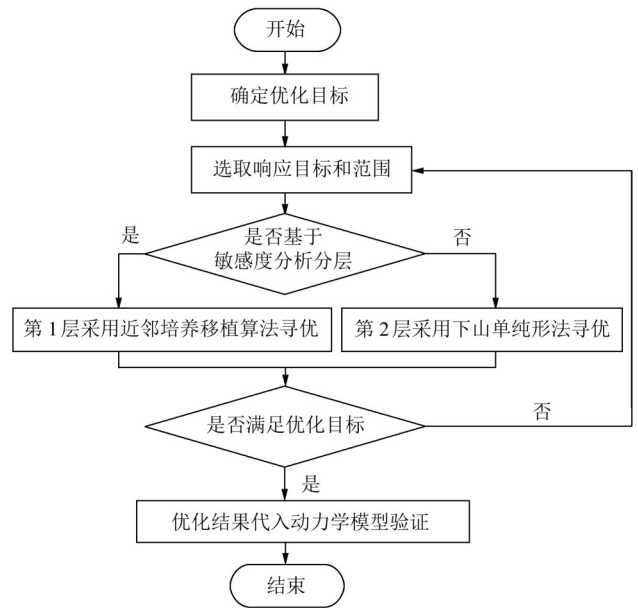 开始
确定优化目标
选取响应目标和范围
是否基于
敏感度分析分层
是
否
第1层采用近邻培养移植算法寻优
第2层采用下山单纯形法寻优
是否满足优化目标
否
是
优化结果代入动力学模型验证
结束